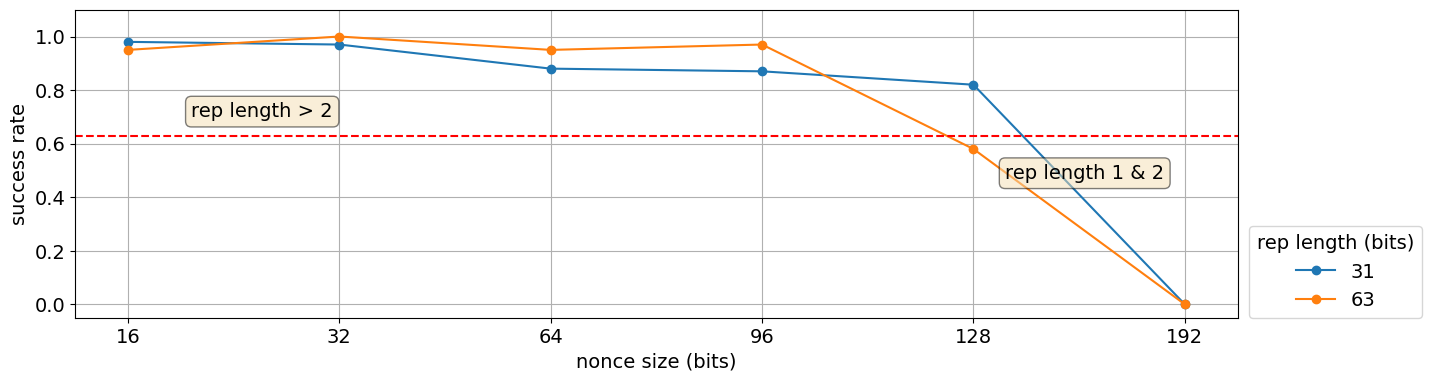 1.0
0.8
0.6
0.4
0.2
0.0
success rate
rep length > 2
rep length 1 & 2
16 32 64 96 128 192
nonce size (bits)
rep length (bits)
31
63